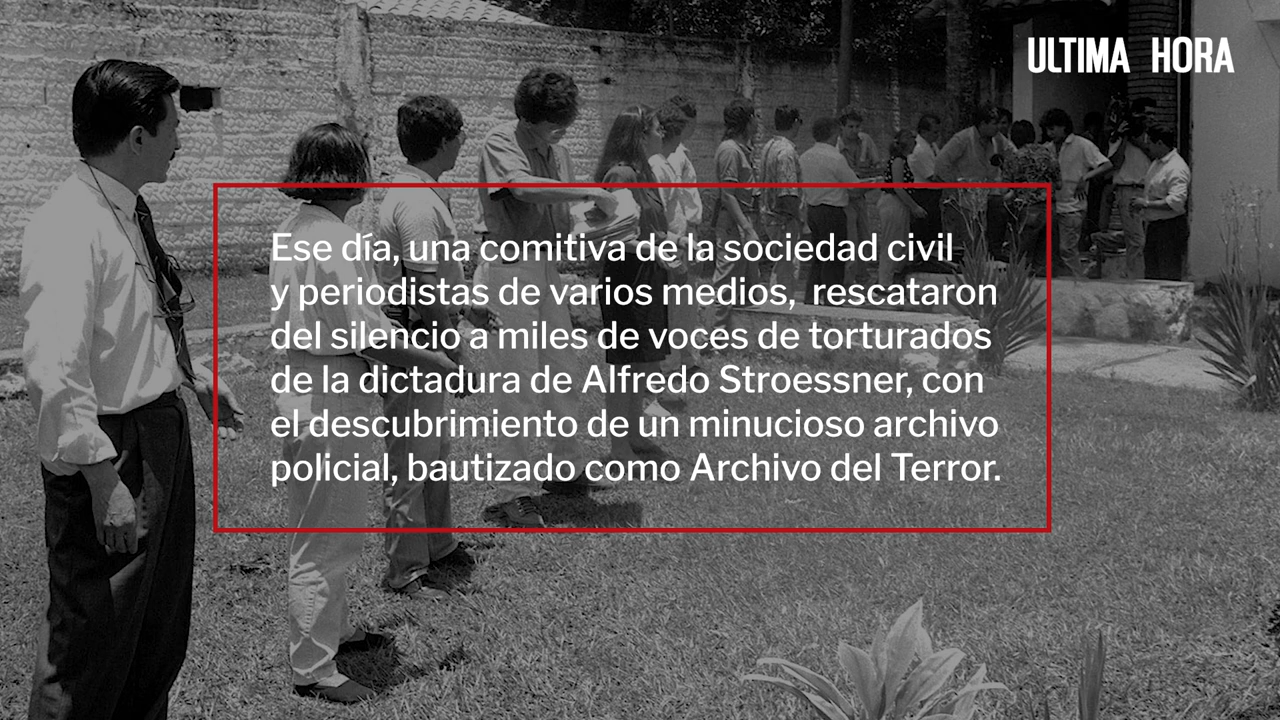 ULTIMA HORA
Ese día, una comitiva de la sociedad civil
y periodistas de varios medios,  rescataron
del silencio a miles de voces de torturados
de la dictadura de Alfredo Stroessner, con
el descubrimiento de un minucioso archivo
policial, bautizado como Archivo del Terror.